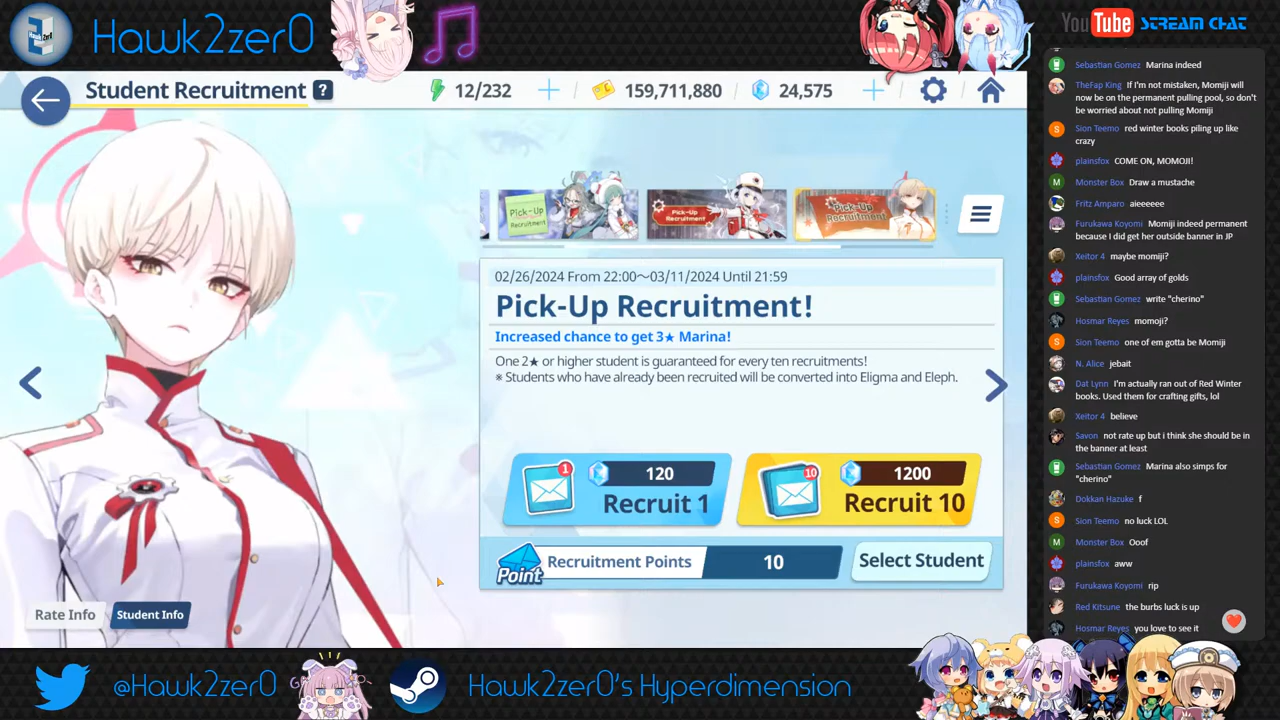 Hawk2zer0
YouTube STREAM CHAT
Student Recruitment ?
12/232
159,711,880
24,575
Pick-Up
Recruitment
Pick-Up
Recruitment
Pick-Up
Recruitment
02/26/2024 From 22:00～03/11/2024 Until 21:59
Pick-Up Recruitment!
Increased chance to get 3★ Marina!
One 2★ or higher student is guaranteed for every ten recruitments!
※ Students who have already been recruited will be converted into Eligma and Eleph.
1
120
Recruit 1
10
1200
Recruit 10
Point
Recruitment Points
10
Select Student
Rate Info
Student Info
Sebastian Gomez Marina indeed
TheFap King If I'm not mistaken, Momiji will
now be on the permanent pulling pool, so don't
be worried about not pulling Momiji
Sion Teemo red winter books piling up like
crazy
plainsfox COME ON, MOMOJI!
Monster Box Draw a mustache
Fritz Amparo aieeeeee
Furukawa Koyomi Momiji indeed permanent
because I did get her outside banner in JP
Xeitor 4 maybe momiji?
plainsfox Good array of golds
Sebastian Gomez write "cherino"
Hosmar Reyes momoji?
Sion Teemo one of em gotta be Momiji
N. Alice jebait
Dat Lynn I'm actually ran out of Red Winter
books. Used them for crafting gifts, lol
Xeitor 4 believe
Savon not rate up but i think she should be in
the banner at least
Sebastian Gomez Marina also simps for
"cherino"
Dokkan Hazuke f
Sion Teemo no luck LOL
Monster Box Ooof
plainsfox aww
Furukawa Koyomi rip
Red Kitsune the burbs luck is up
Hosmar Reyes you love to see it
@Hawk2zer0
Hawk2zer0's Hyperdimension